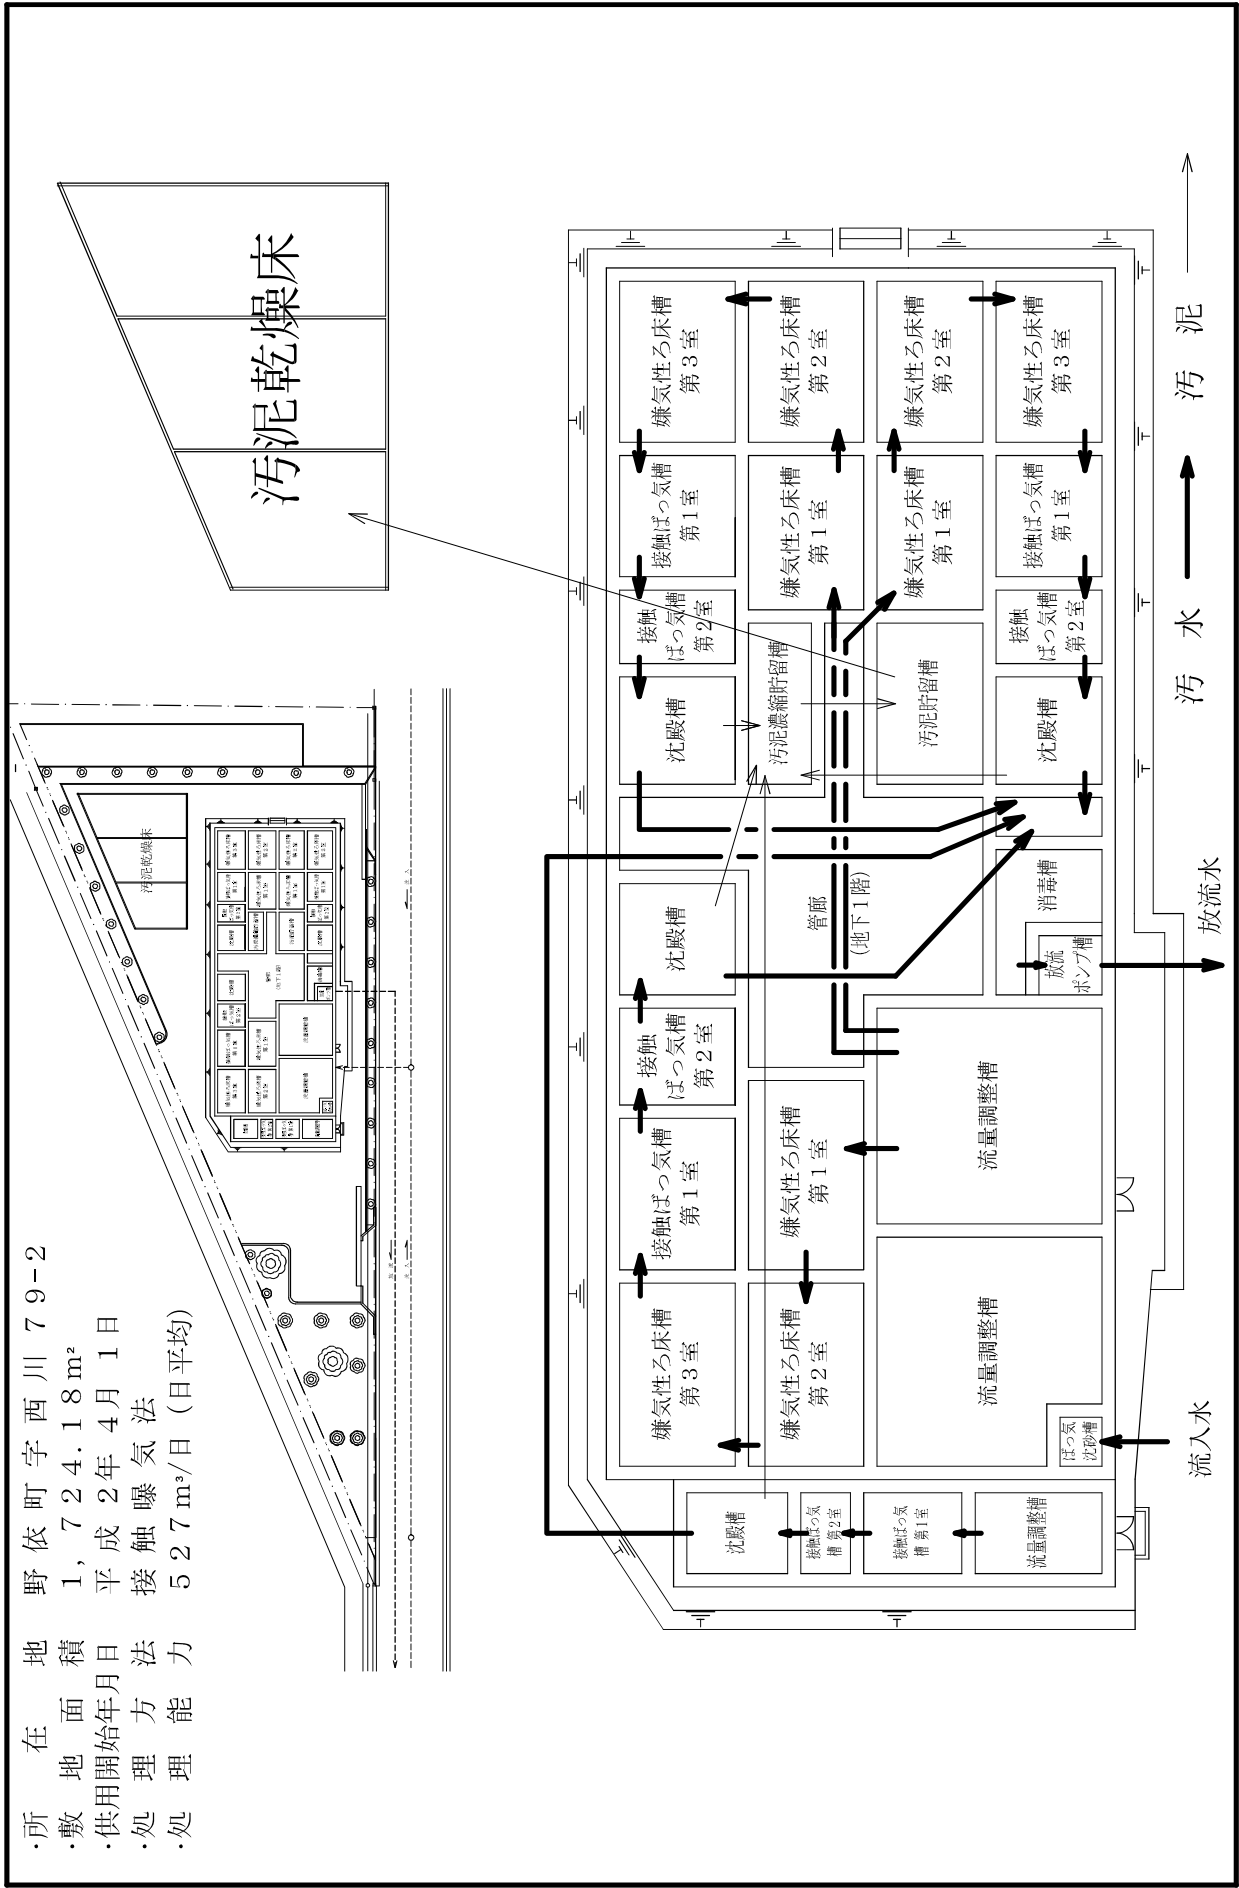 ・所在地 野依町字西川79-2
・敷地面積 1,724.18m²
・供用開始年月日 平成2年4月1日
・処理方法 接触曝気法
・処理能力 527m³/日(日平均)
汚泥乾燥床
汚泥乾燥床
沈殿槽
接触ばっ気
槽 第2室
接触ばっ気
槽 第1室
流量調整槽
嫌気性ろ床槽
第3室
嫌気性ろ床槽
第2室
流量調整槽
ばっ気
沈砂槽
流入水
接触ばっ気槽
第1室
嫌気性ろ床槽
第1室
流量調整槽
接触
ばっ気槽
第2室
沈殿槽
管廊
(地下1階)
放流
ポンプ槽
消毒槽
放流水
沈殿槽
汚泥濃縮貯留槽
汚泥貯留槽
沈殿槽
接触
ばっ気槽
第2室
接触
ばっ気槽
第2室
接触ばっ気槽
第1室
嫌気性ろ床槽
第1室
嫌気性ろ床槽
第1室
接触ばっ気槽
第1室
嫌気性ろ床槽
第3室
嫌気性ろ床槽
第2室
嫌気性ろ床槽
第2室
嫌気性ろ床槽
第3室
汚水
汚泥